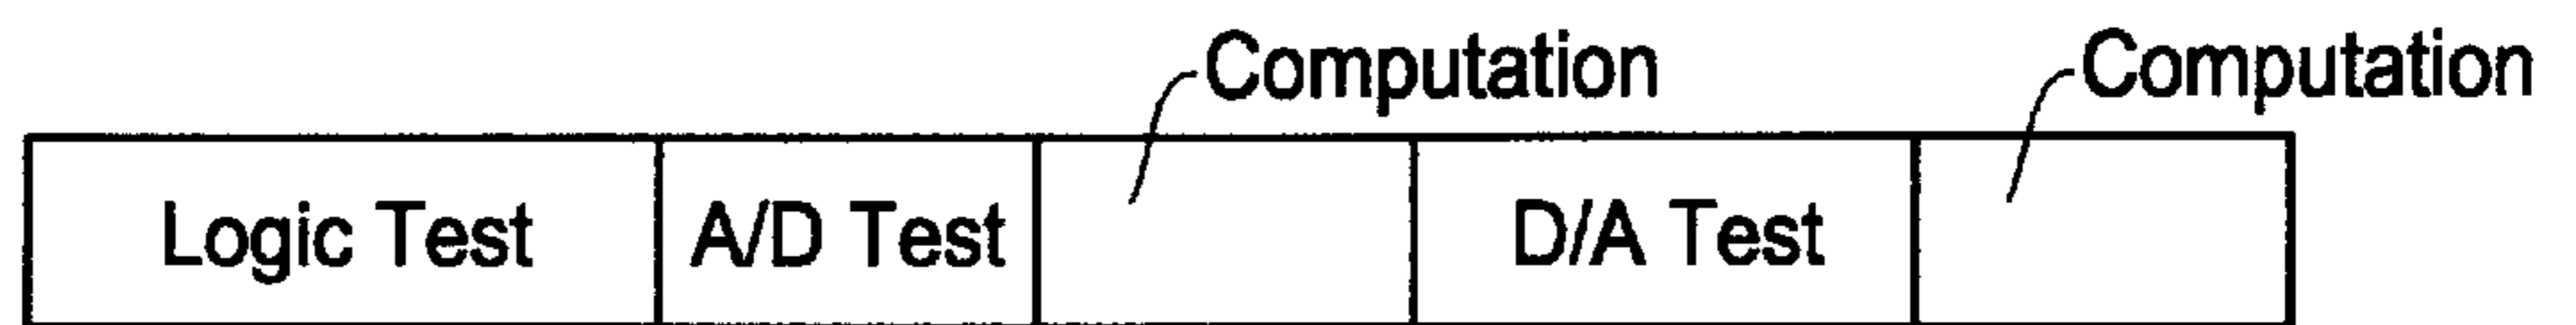 Computation Computation
Logic Test A/D Test D/A Test